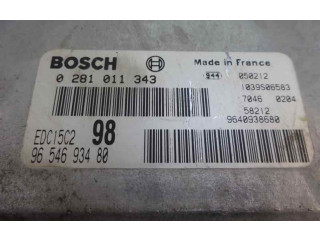 BOSCH
Made in France
0 281 011 343
944 050212
1039S06583
7046 0204
58212
9640938680
EDC15C2 98
96 546 934 80